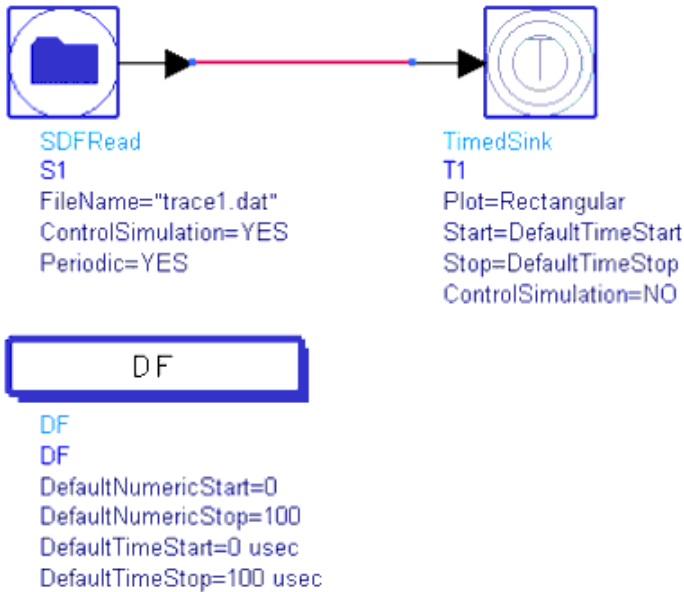 T
SDFRead
S1
FileName="trace1.dat"
ControlSimulation=YES
Periodic=YES
TimedSink
T1
Plot=Rectangular
Start=DefaultTimeStart
Stop=DefaultTimeStop
ControlSimulation=NO
DF
DF
DF
DefaultNumericStart=0
DefaultNumericStop=100
DefaultTimeStart=0 usec
DefaultTimeStop=100 usec